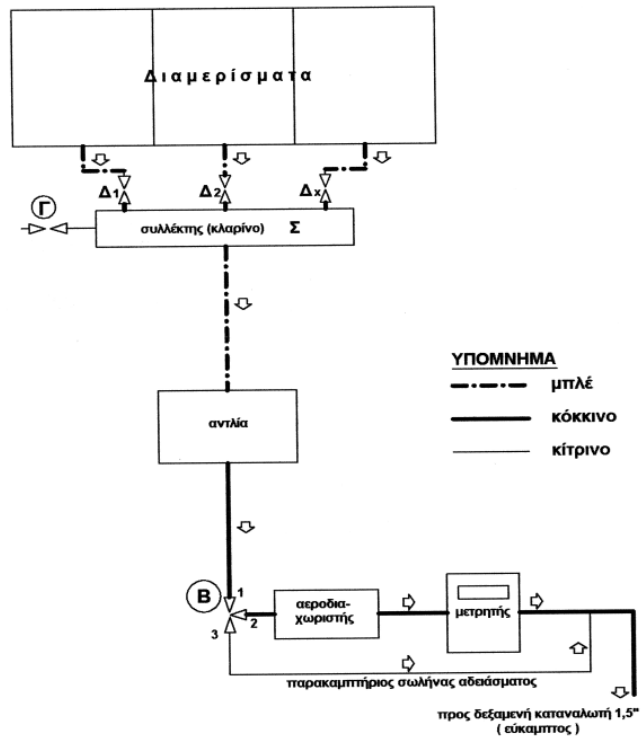 Διαμερίσματα
Δ1
Δ2
Δx
Γ
συλλέκτης (κλαρίνο) Σ
ΥΠΟΜΝΗΜΑ
μπλέ
κόκκινο
κίτρινο
αντλία
Β
1
2
3
αεροδια-
χωριστής
μετρητής
παρακαμπτήριος σωλήνας αδειάσματος
προς δεξαμενή καταναλωτή 1,5"
( εύκαμπτος )